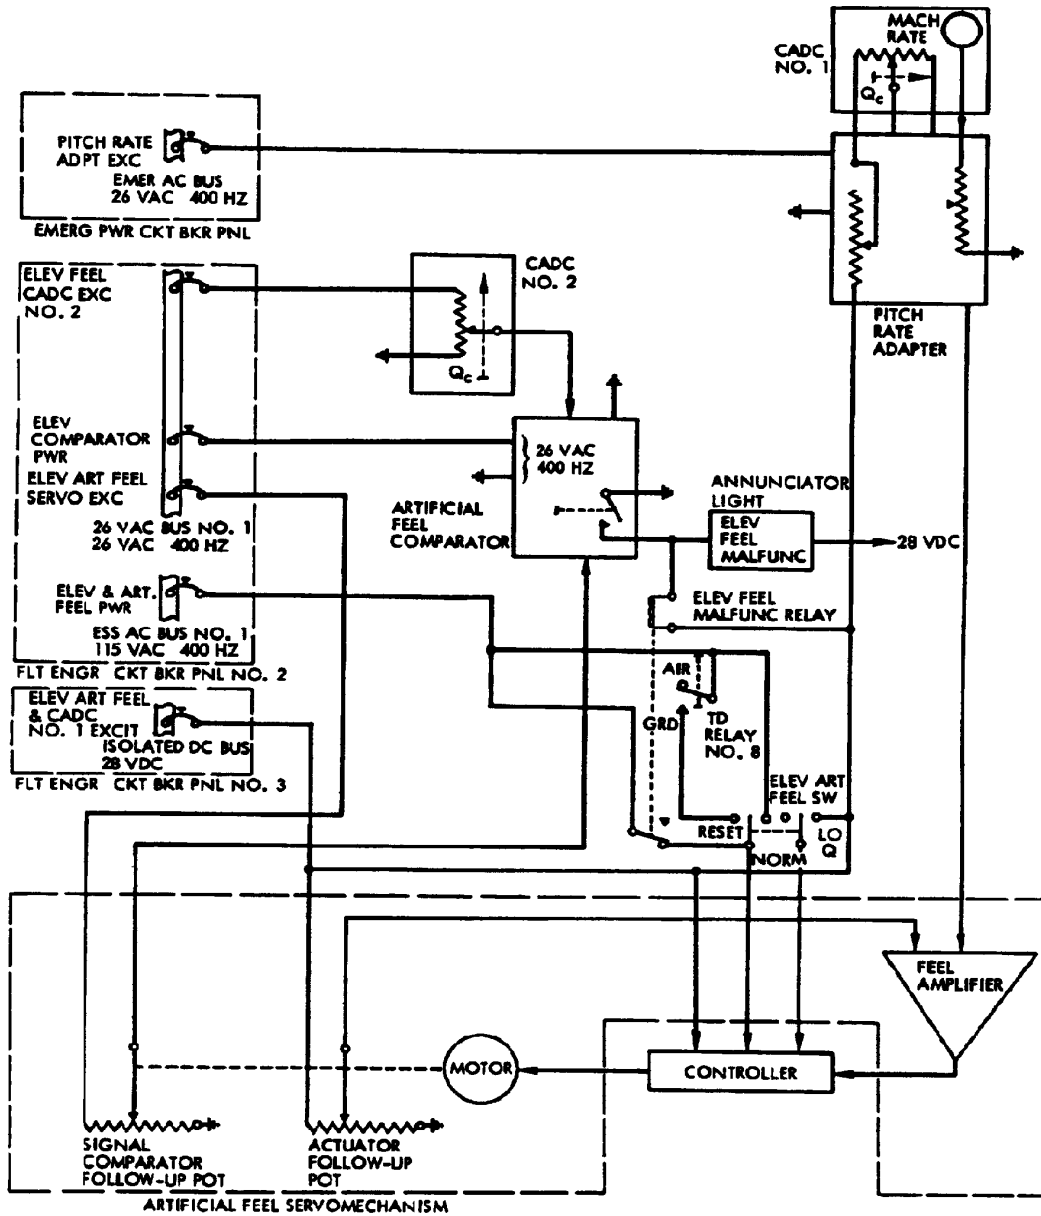 MACH
RATE
CADC
NO. 1
Qc
PITCH RATE
ADPT EXC
EMER AC BUS
26 VAC 400 HZ
EMERG PWR CKT BKR PNL
ELEV FEEL
CADC EXC
NO. 2
CADC
NO. 2
Qc
PITCH
RATE
ADAPTER
ELEV
COMPARATOR
PWR
26 VAC
400 HZ
ELEV ART FEEL
SERVO EXC
26 VAC BUS NO. 1
26 VAC 400 HZ
ARTIFICIAL
FEEL
COMPARATOR
ANNUNCIATOR
LIGHT
ELEV
FEEL
MALFUNC
28 VDC
ELEV & ART.
FEEL PWR
ESS AC BUS NO. 1
115 VAC 400 HZ
FLT ENGR CKT BKR PNL NO. 2
ELEV FEEL
MALFUNC RELAY
AIR
GRD
TD
RELAY
NO. 8
ELEV ART FEEL
& CADC
NO. 1 EXCIT
ISOLATED DC BUS
28 VDC
FLT ENGR CKT BKR PNL NO. 3
ELEV ART
FEEL SW
RESET
NORM
LO
Q
FEEL
AMPLIFIER
MOTOR
CONTROLLER
SIGNAL
COMPARATOR
FOLLOW-UP POT
ACTUATOR
FOLLOW-UP
POT
ARTIFICIAL FEEL SERVOMECHANISM